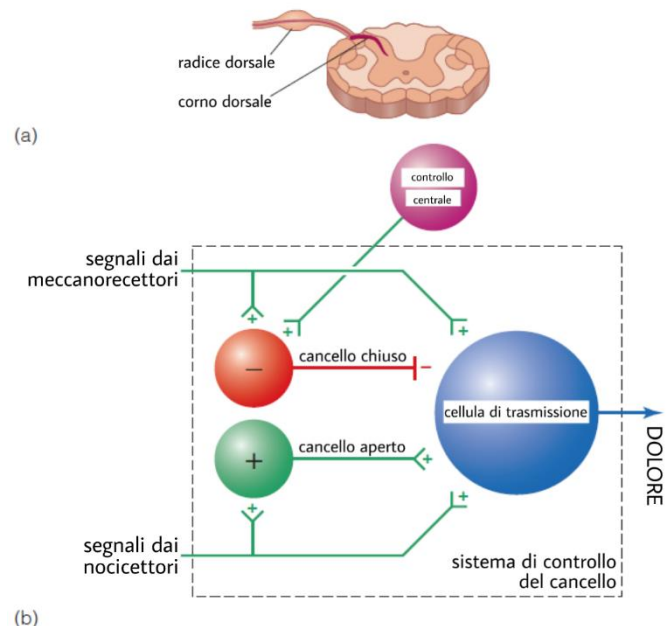 radice dorsale
corno dorsale
(a)
controllo
centrale
segnali dai
meccanorecettori
+
+
+
−
cancello chiuso
−
cellula di trasmissione
DOLORE
+
cancello aperto
+
+
+
segnali dai
nocicettori
sistema di controllo
del cancello
(b)